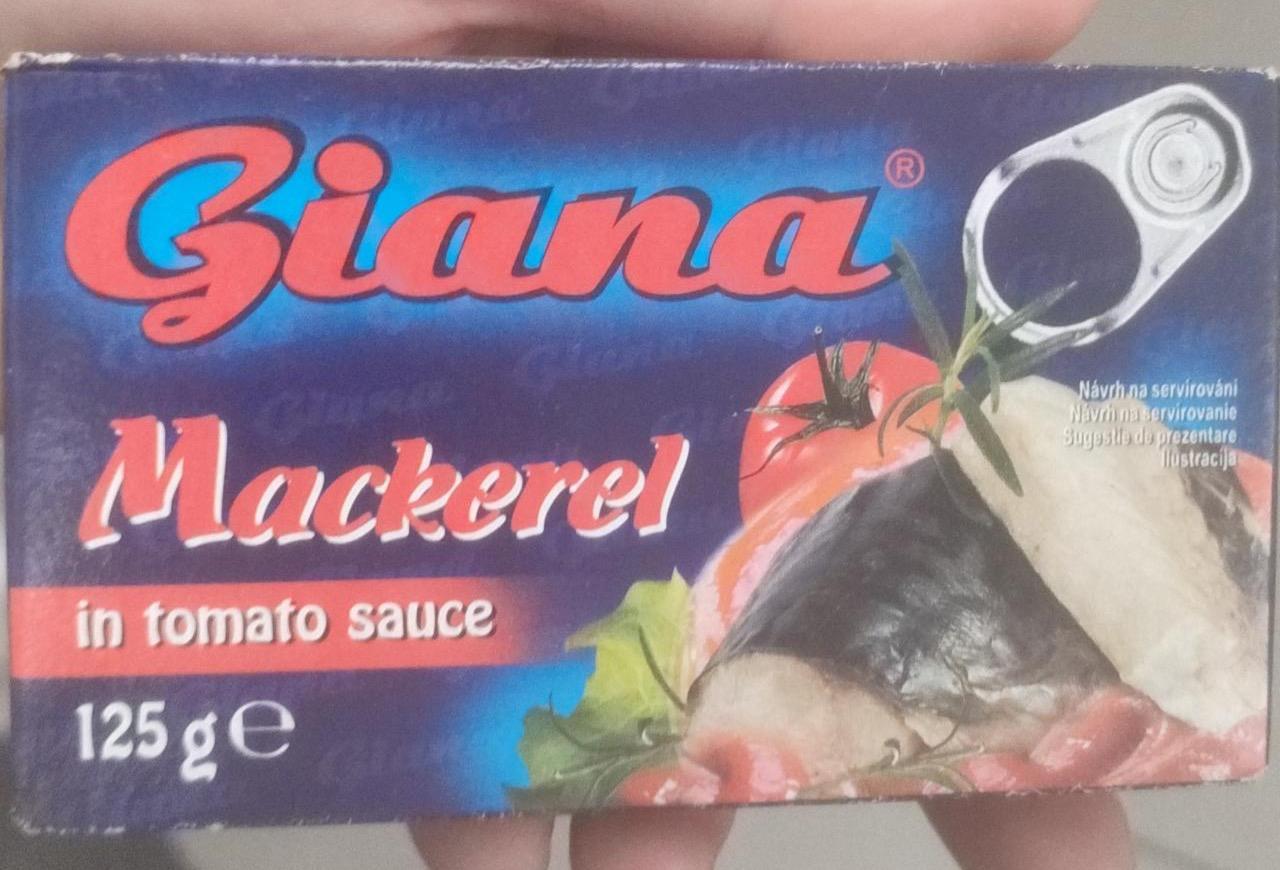 Giana®
Mackerel
in tomato sauce
125 g ℮
Návrh na servírování
Návrh na servírovanie
Sugestie de prezentare
Ilustracija